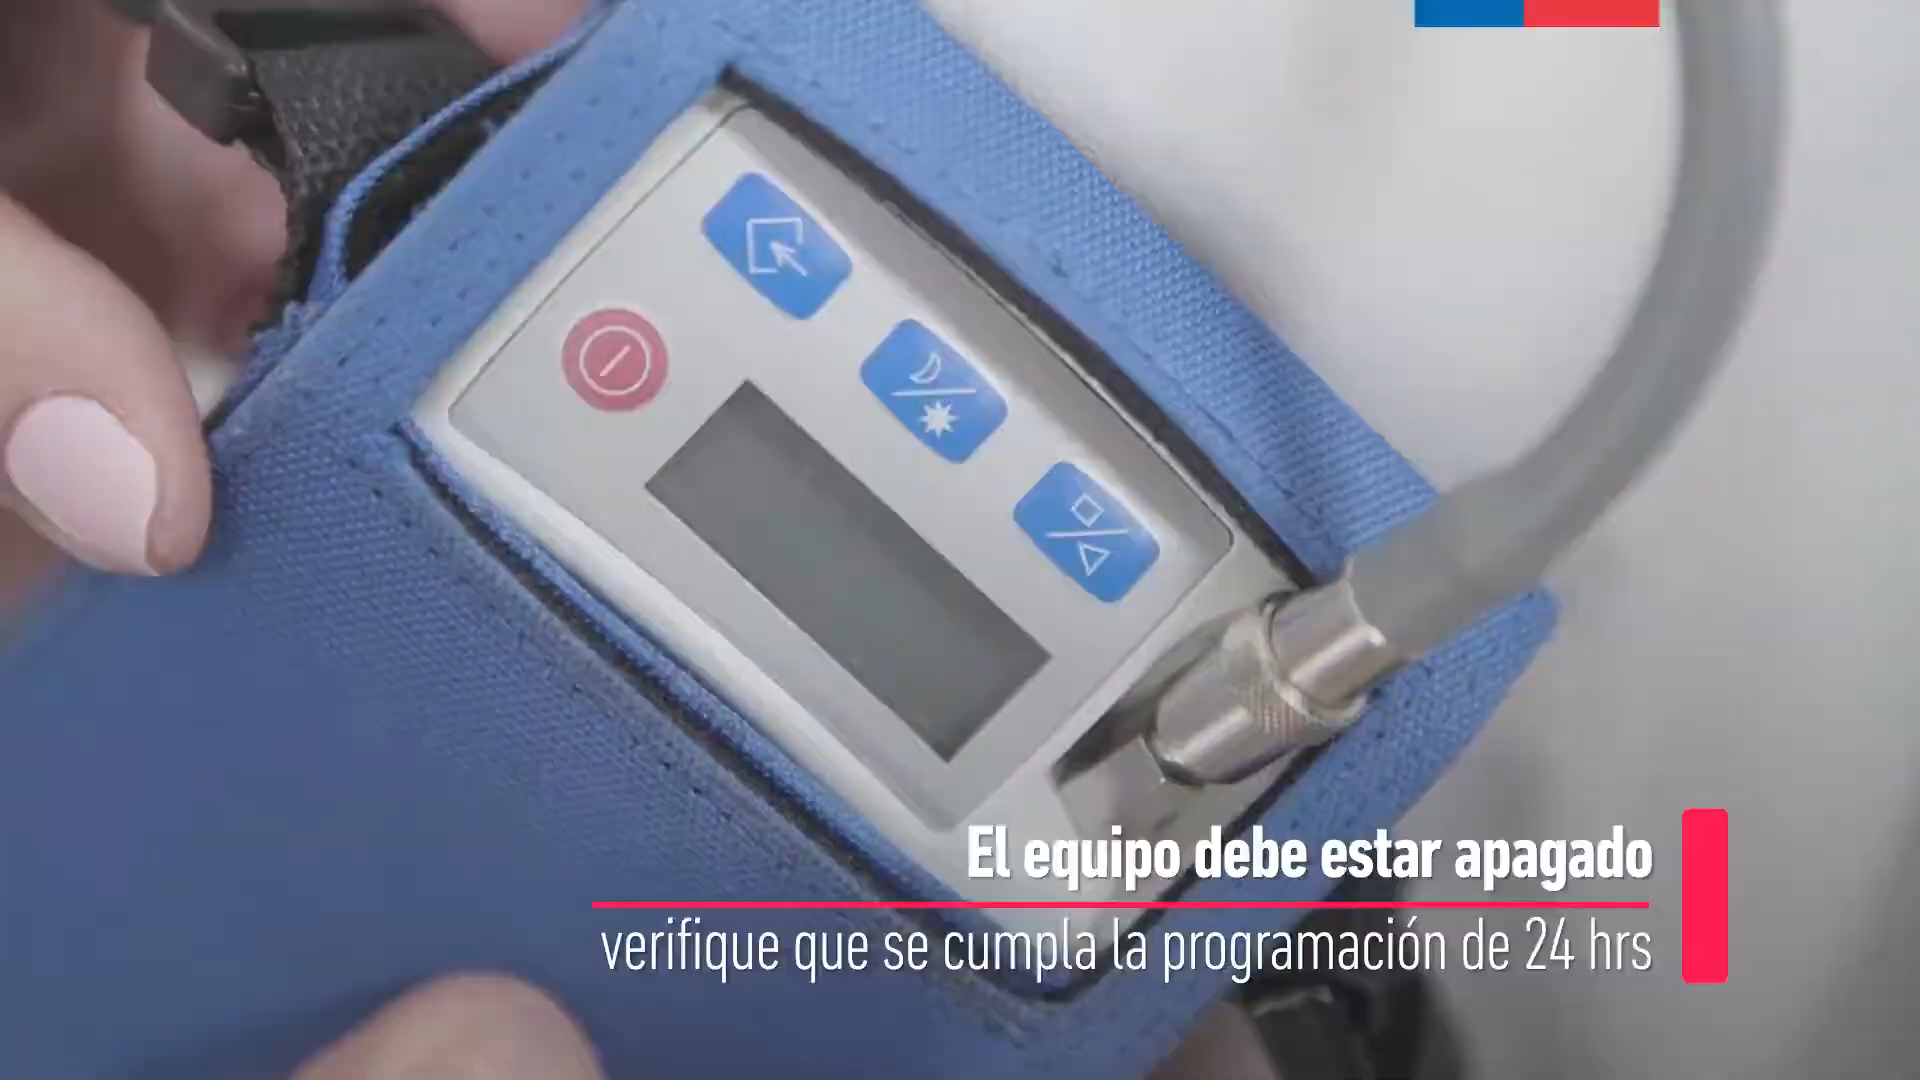 El equipo debe estar apagado
verifique que se cumpla la programación de 24 hrs